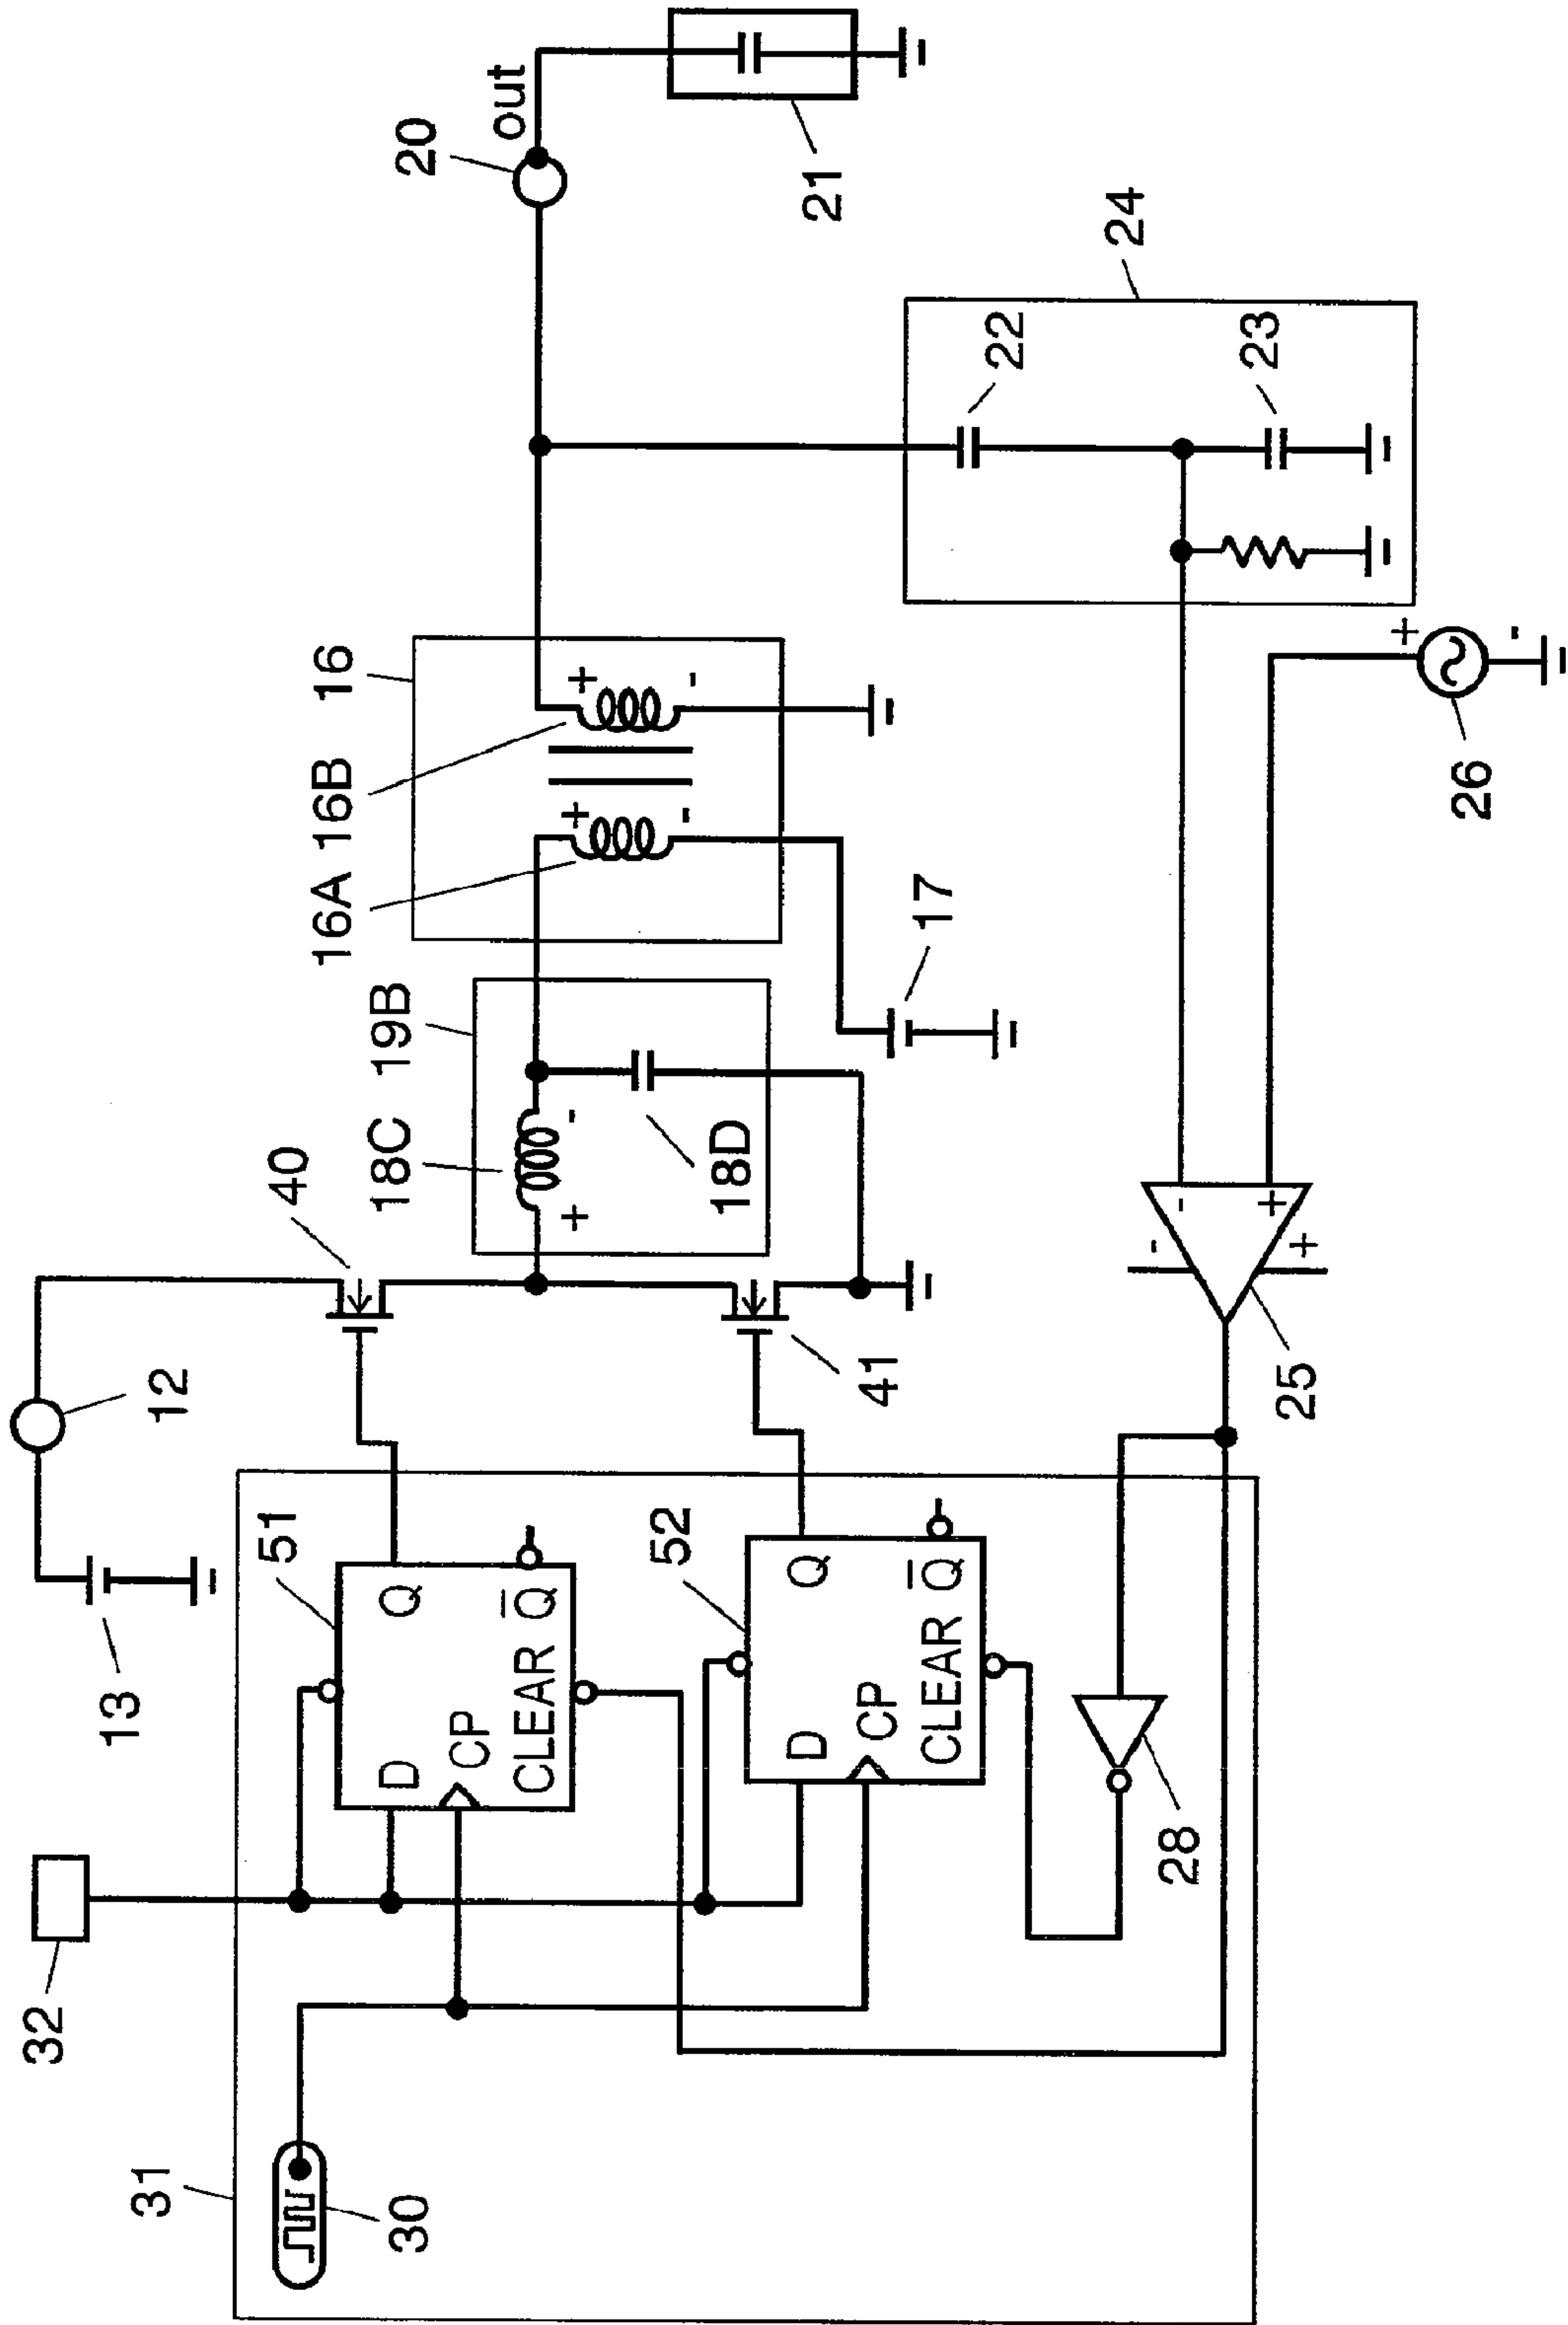 31
30
32
51
D
Q
CP
CLEAR
Q
52
D
Q
CP
CLEAR
Q
28
13
12
40
41
18C
19B
+
-
18D
17
16A
16B
16
+
-
+
-
20
out
21
24
22
23
26
+
-
25
-
+
-
+